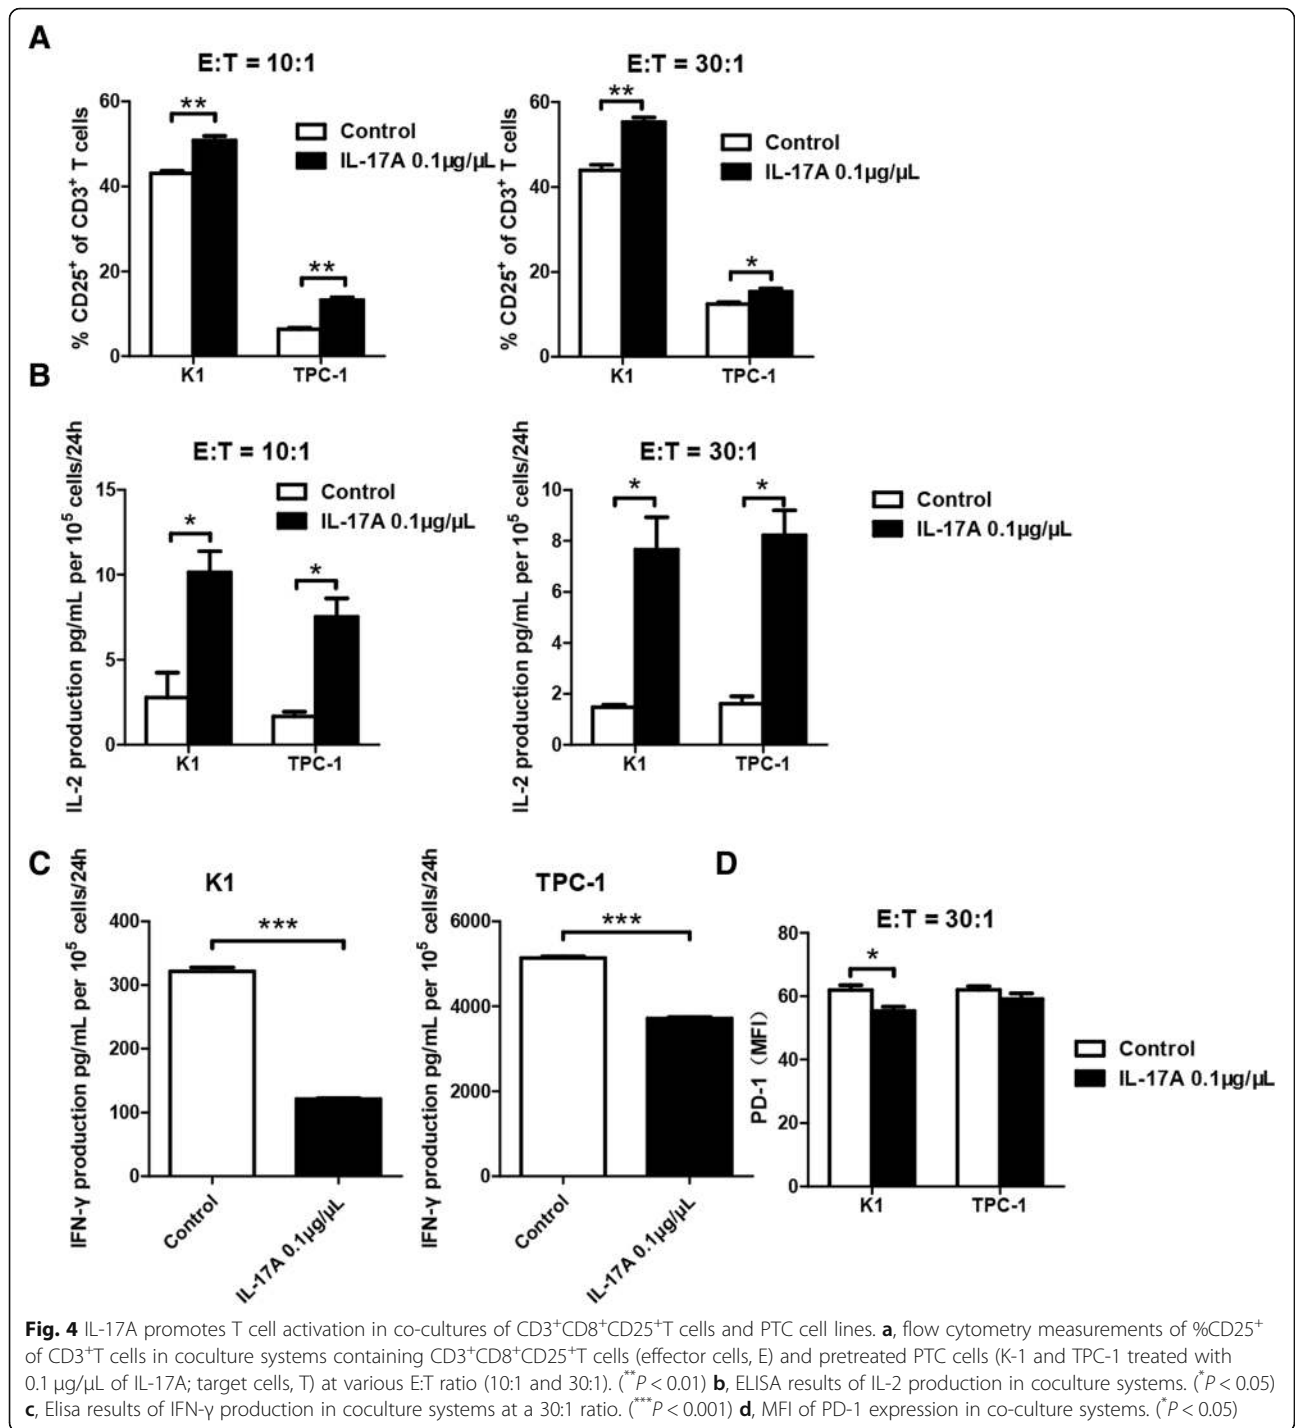 A
E:T = 10:1
% CD25⁺ of CD3⁺ T cells
60
40
20
0
**
**
K1
TPC-1
Control
IL-17A 0.1µg/µL
E:T = 30:1
% CD25⁺ of CD3⁺ T cells
60
40
20
0
**
*
K1
TPC-1
Control
IL-17A 0.1µg/µL
B
E:T = 10:1
IL-2 production pg/mL per 10⁵ cells/24h
15
10
5
0
*
*
K1
TPC-1
Control
IL-17A 0.1µg/µL
E:T = 30:1
IL-2 production pg/mL per 10⁵ cells/24h
10
8
6
4
2
0
*
*
K1
TPC-1
Control
IL-17A 0.1µg/µL
C
K1
IFN-γ production pg/mL per 10⁵ cells/24h
400
300
200
100
0
***
Control
IL-17A 0.1µg/µL
TPC-1
IFN-γ production pg/mL per 10⁵ cells/24h
6000
4000
2000
0
***
Control
IL-17A 0.1µg/µL
D
E:T = 30:1
PD-1（MFI）
80
60
40
20
0
*
K1
TPC-1
Control
IL-17A 0.1µg/µL
Fig. 4 IL-17A promotes T cell activation in co-cultures of CD3⁺CD8⁺CD25⁺T cells and PTC cell lines. a, flow cytometry measurements of %CD25⁺
of CD3⁺T cells in coculture systems containing CD3⁺CD8⁺CD25⁺T cells (effector cells, E) and pretreated PTC cells (K-1 and TPC-1 treated with
0.1 µg/µL of IL-17A; target cells, T) at various E:T ratio (10:1 and 30:1). (**P < 0.01) b, ELISA results of IL-2 production in coculture systems. (*P < 0.05)
c, Elisa results of IFN-γ production in coculture systems at a 30:1 ratio. (***P < 0.001) d, MFI of PD-1 expression in co-culture systems. (*P < 0.05)